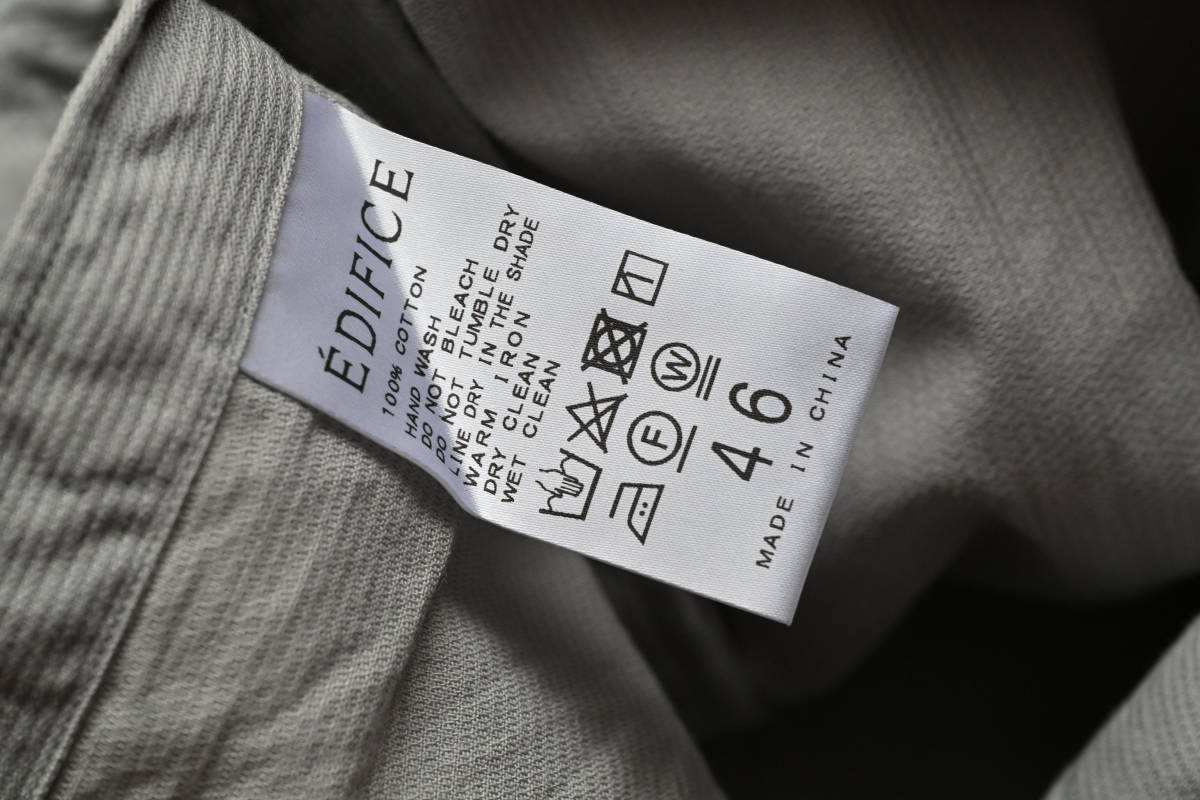 ÉDIFICE
100% COTTON
HAND WASH
DO NOT BLEACH
DO NOT TUMBLE DRY
LINE DRY IN THE SHADE
WARM IRON
DRY CLEAN
WET CLEAN
F W
46
MADE IN CHINA